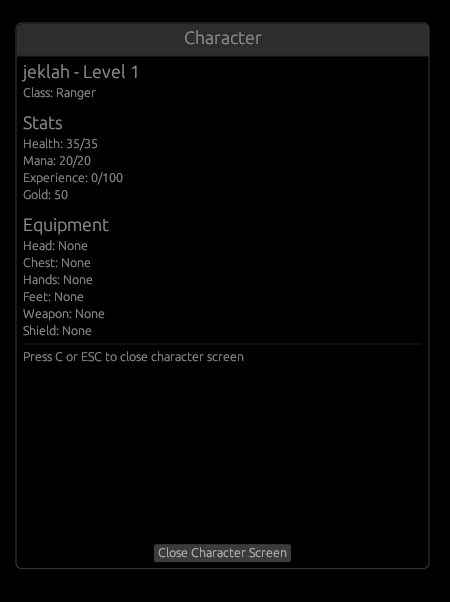 Character
jeklah - Level 1
Class: Ranger
Stats
Health: 35/35
Mana: 20/20
Experience: 0/100
Gold: 50
Equipment
Head: None
Chest: None
Hands: None
Feet: None
Weapon: None
Shield: None
Press C or ESC to close character screen
Close Character Screen